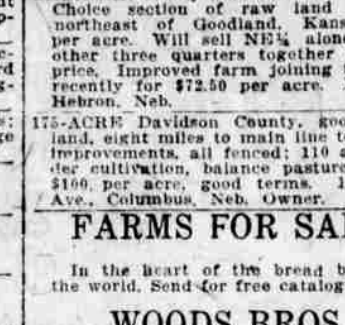 Choice section of raw land
northeast of Goodland, Kans
per acre. Will sell NE¼ alon
other three quarters together
price. Improved farm joining
recently for $72.50 per acre.
Hebron, Neb.
175-ACRE Davidson County, goo
land, eight miles to main line t
improvements, all fenced; 110 a
der cultivation, balance pasture
$100 per acre, good terms. 1
Ave., Columbus, Neb. Owner.
FARMS FOR SA
In the heart of the bread b
the world. Send for free catalog
WOODS BROS